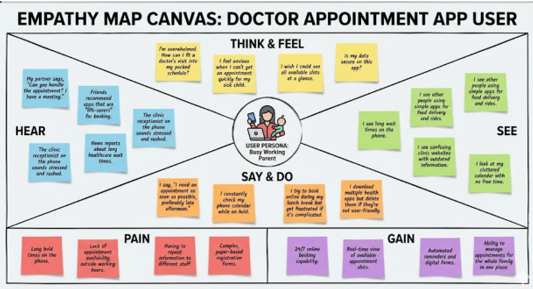 EMPATHY MAP CANVAS: DOCTOR APPOINTMENT APP USER
THINK & FEEL
I'm overwhelmed.
How can I fit a
doctor's visit into
my packed
schedule?
I feel anxious
when I can't get
an appointment
quickly for my
sick child.
I wish I could see
all available slots
at a glance.
Is my data
secure on this
app?
HEAR
My partner says,
"Can you handle
the appointment? I
have a meeting."
Friends
recommend
apps that are
"life-savers"
for booking.
The clinic
receptionist on
the phone
sounds stressed
and rushed.
The clinic
receptionist on
the phone
sounds stressed
and rushed.
News reports
about long
healthcare wait
times.
USER PERSONA:
Busy Working
Parent
SEE
I see other
people using
simple apps for
food delivery
and rides.
I see other
people using
simple apps for
food delivery
and rides.
I see long wait
times on the
phone.
I see confusing
clinic websites
with outdated
information.
I look at my
cluttered
calendar with
no free time.
SAY & DO
I say, "I need an
appointment as
soon as possible,
preferably late
afternoon."
I constantly
check my
phone calendar
while on hold.
I try to book
online during my
lunch break but
get frustrated if
it's complicated.
I download
multiple health
apps but delete
them if they're
not user-friendly.
PAIN
Long hold
times on the
phone.
Lack of
appointment
availability
outside working
hours.
Having to
repeat
information to
different staff.
Complex,
paper-based
registration
forms.
GAIN
24/7 online
booking
capability.
Real-time view
of available
appointment
slots.
Automated
reminders and
digital forms.
Ability to
manage
appointments for
the whole family
in one place.